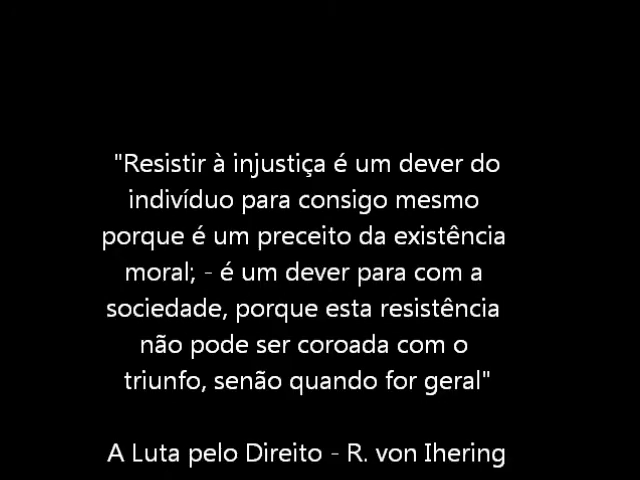 "Resistir à injustiça é um dever do
indivíduo para consigo mesmo
porque é um preceito da existência
moral; - é um dever para com a
sociedade, porque esta resistência
não pode ser coroada com o
triunfo, senão quando for geral"
A Luta pelo Direito - R. von Ihering